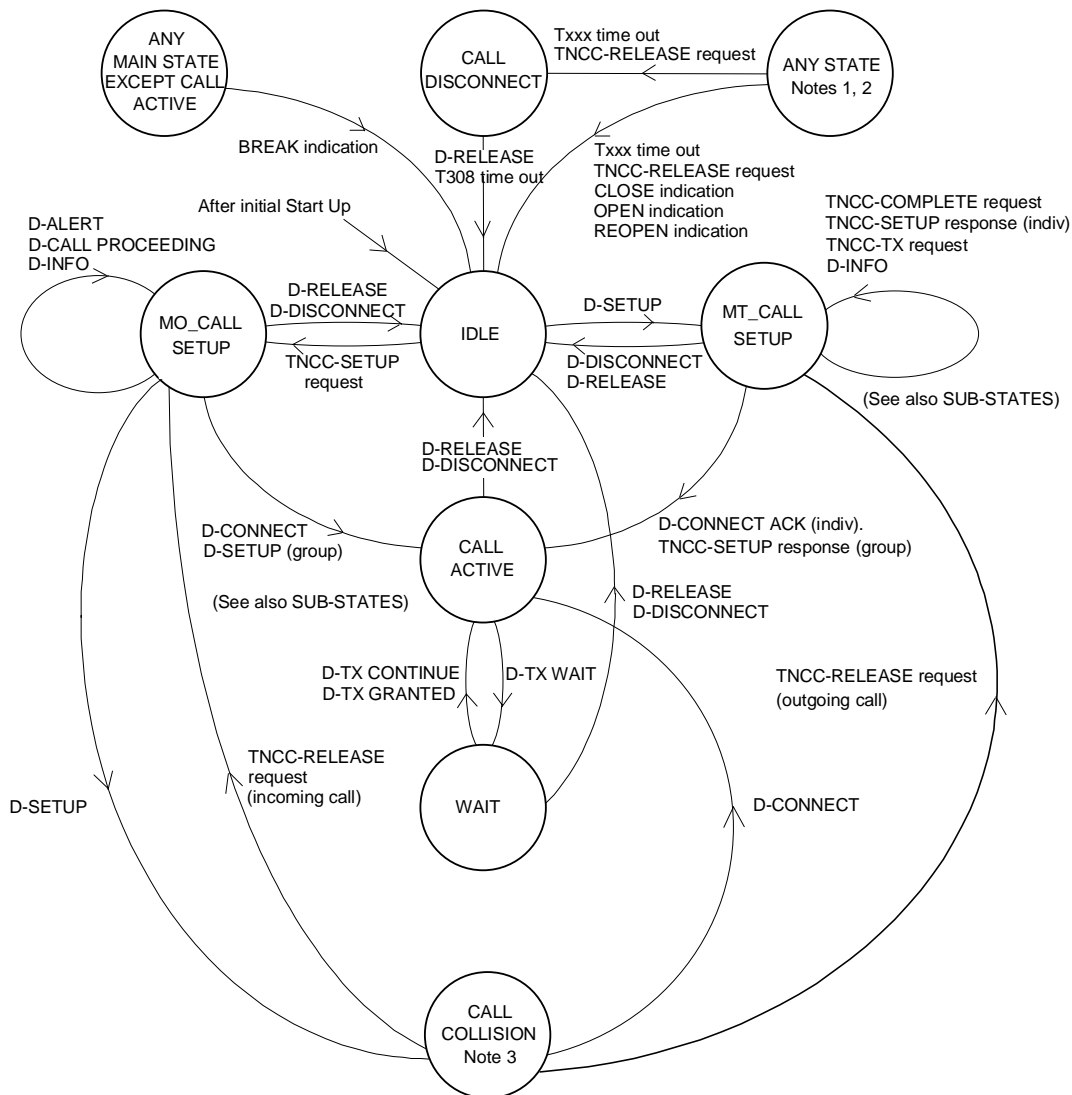 ANY
MAIN STATE
EXCEPT CALL
ACTIVE
CALL
DISCONNECT
Txxx time out
TNCC-RELEASE request
ANY STATE
Notes 1, 2
BREAK indication
D-RELEASE
T308 time out
Txxx time out
TNCC-RELEASE request
CLOSE indication
OPEN indication
REOPEN indication
After initial Start Up
D-ALERT
D-CALL PROCEEDING
D-INFO
TNCC-COMPLETE request
TNCC-SETUP response (indiv)
TNCC-TX request
D-INFO
MO_CALL
SETUP
D-RELEASE
D-DISCONNECT
TNCC-SETUP
request
IDLE
D-SETUP
D-DISCONNECT
D-RELEASE
MT_CALL
SETUP
(See also SUB-STATES)
D-RELEASE
D-DISCONNECT
D-CONNECT
D-SETUP (group)
CALL
ACTIVE
D-CONNECT ACK (indiv).
TNCC-SETUP response (group)
(See also SUB-STATES)
D-RELEASE
D-DISCONNECT
D-TX CONTINUE
D-TX GRANTED
D-TX WAIT
TNCC-RELEASE request
(outgoing call)
TNCC-RELEASE
request
(incoming call)
D-SETUP
WAIT
D-CONNECT
CALL
COLLISION
Note 3